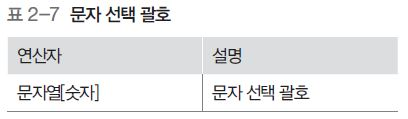 표 2-7 문자 선택 괄호
연산자 설명
문자열[숫자] 문자 선택 괄호